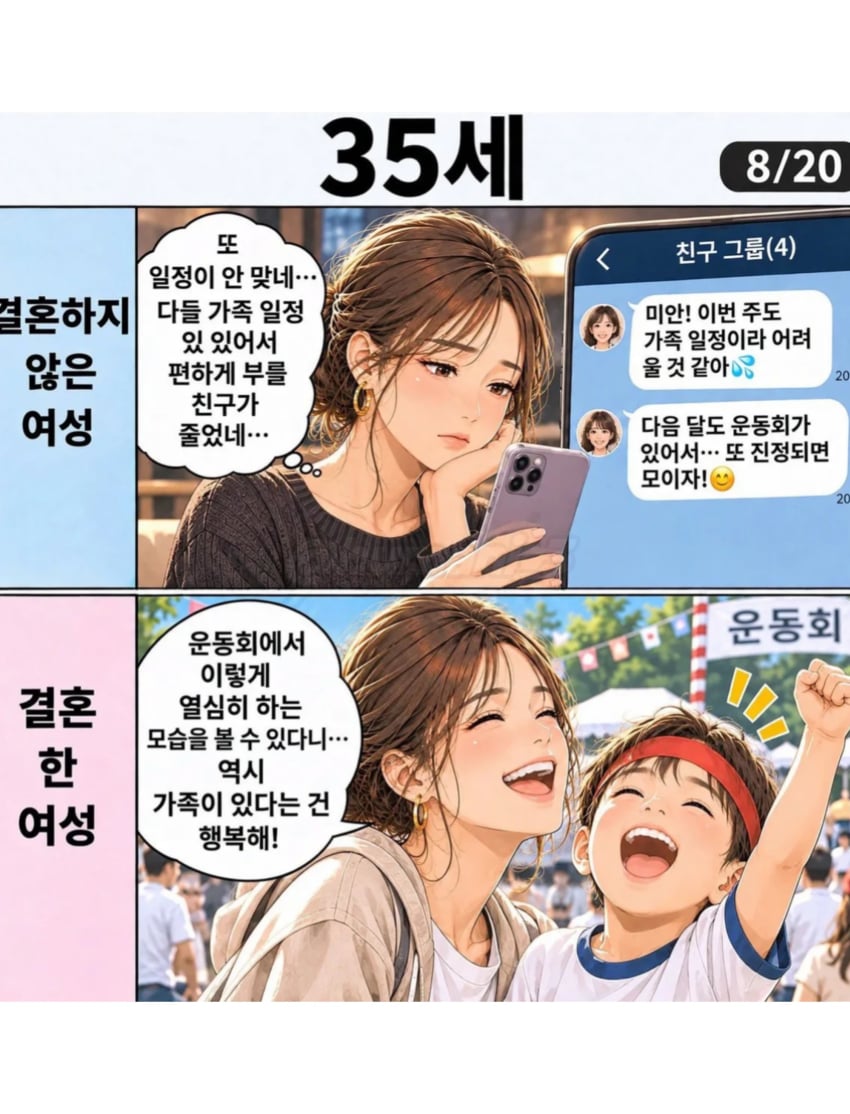 35세
8/20
결혼하지
않은
여성
또
일정이 안 맞네…
다들 가족 일정
있 있어서
편하게 부를
친구가
줄었네…
친구 그룹(4)
미안! 이번 주도
가족 일정이라 어려
울 것 같아💦
20
다음 달도 운동회가
있어서… 또 진정되면
모이자!😊
20
결혼
한
여성
운동회에서
이렇게
열심히 하는
모습을 볼 수 있다니…
역시
가족이 있다는 건
행복해!
운동회